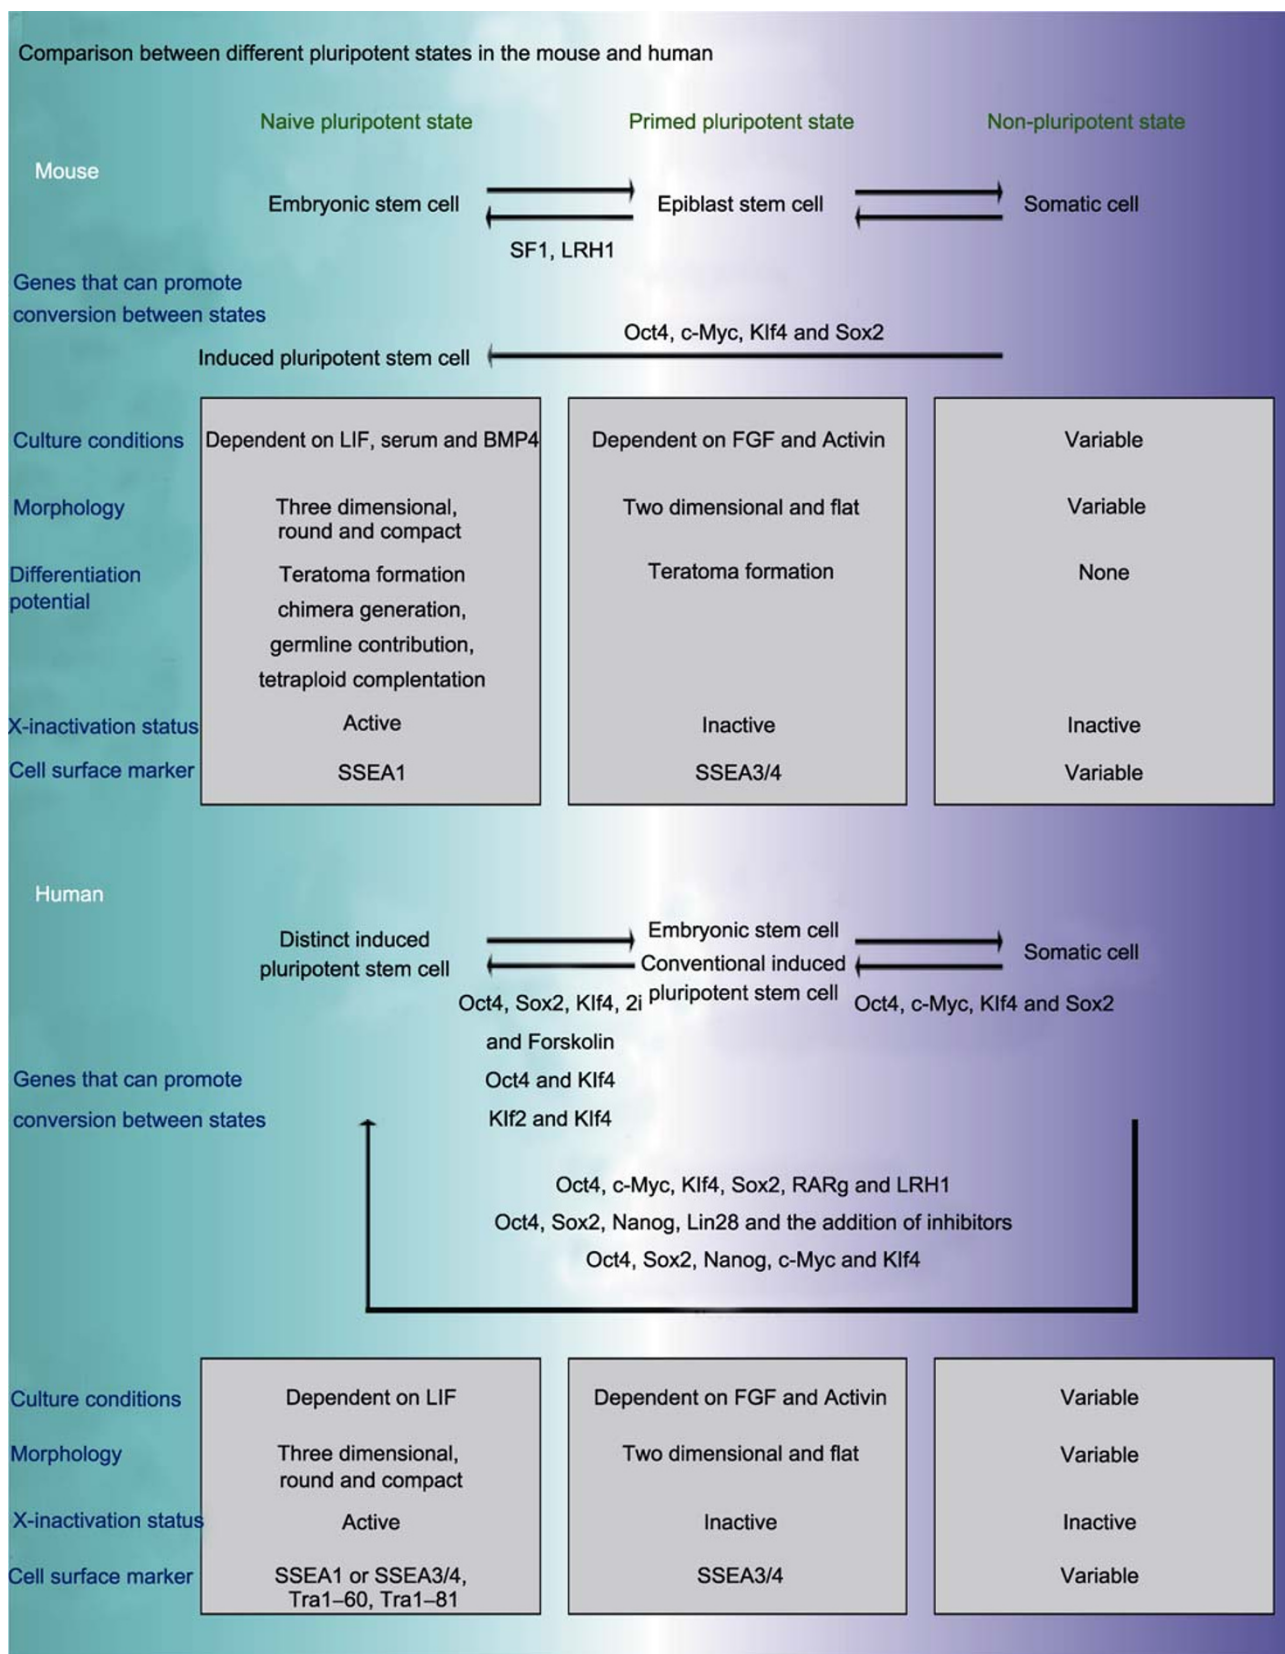 Comparison between different pluripotent states in the mouse and human
Naive pluripotent state
Primed pluripotent state
Non-pluripotent state
Mouse
Embryonic stem cell
Epiblast stem cell
Somatic cell
SF1, LRH1
Genes that can promote
conversion between states
Oct4, c-Myc, Klf4 and Sox2
Induced pluripotent stem cell
Culture conditions
Dependent on LIF, serum and BMP4
Dependent on FGF and Activin
Variable
Morphology
Three dimensional,
round and compact
Two dimensional and flat
Variable
Differentiation
potential
Teratoma formation
chimera generation,
germline contribution,
tetraploid complentation
Teratoma formation
None
X-inactivation status
Active
Inactive
Inactive
Cell surface marker
SSEA1
SSEA3/4
Variable
Human
Distinct induced
pluripotent stem cell
Embryonic stem cell
Conventional induced
pluripotent stem cell
Somatic cell
Oct4, Sox2, Klf4, 2i
and Forskolin
Oct4 and Klf4
Klf2 and Klf4
Oct4, c-Myc, Klf4 and Sox2
Genes that can promote
conversion between states
Oct4, c-Myc, Klf4, Sox2, RARg and LRH1
Oct4, Sox2, Nanog, Lin28 and the addition of inhibitors
Oct4, Sox2, Nanog, c-Myc and Klf4
Culture conditions
Dependent on LIF
Dependent on FGF and Activin
Variable
Morphology
Three dimensional,
round and compact
Two dimensional and flat
Variable
X-inactivation status
Active
Inactive
Inactive
Cell surface marker
SSEA1 or SSEA3/4,
Tra1–60, Tra1–81
SSEA3/4
Variable